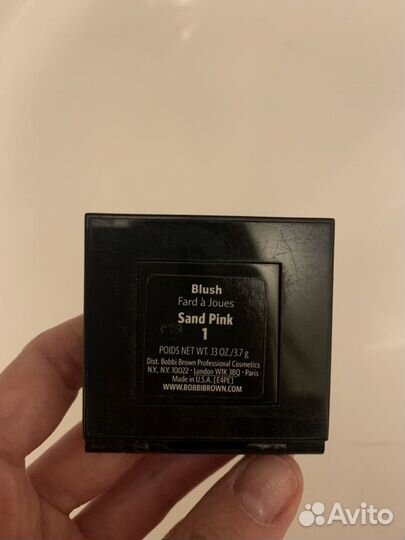 Blush
Fard à Joues
Sand Pink
1
POIDS NET WT. .13 OZ./3.7 g
Dist. Bobbi Brown Professional Cosmetics
N.Y., N.Y. 10022 • London W1K 3BQ • Paris
Made in U.S.A. [E4PE]
WWW.BOBBIBROWN.COM
Avito